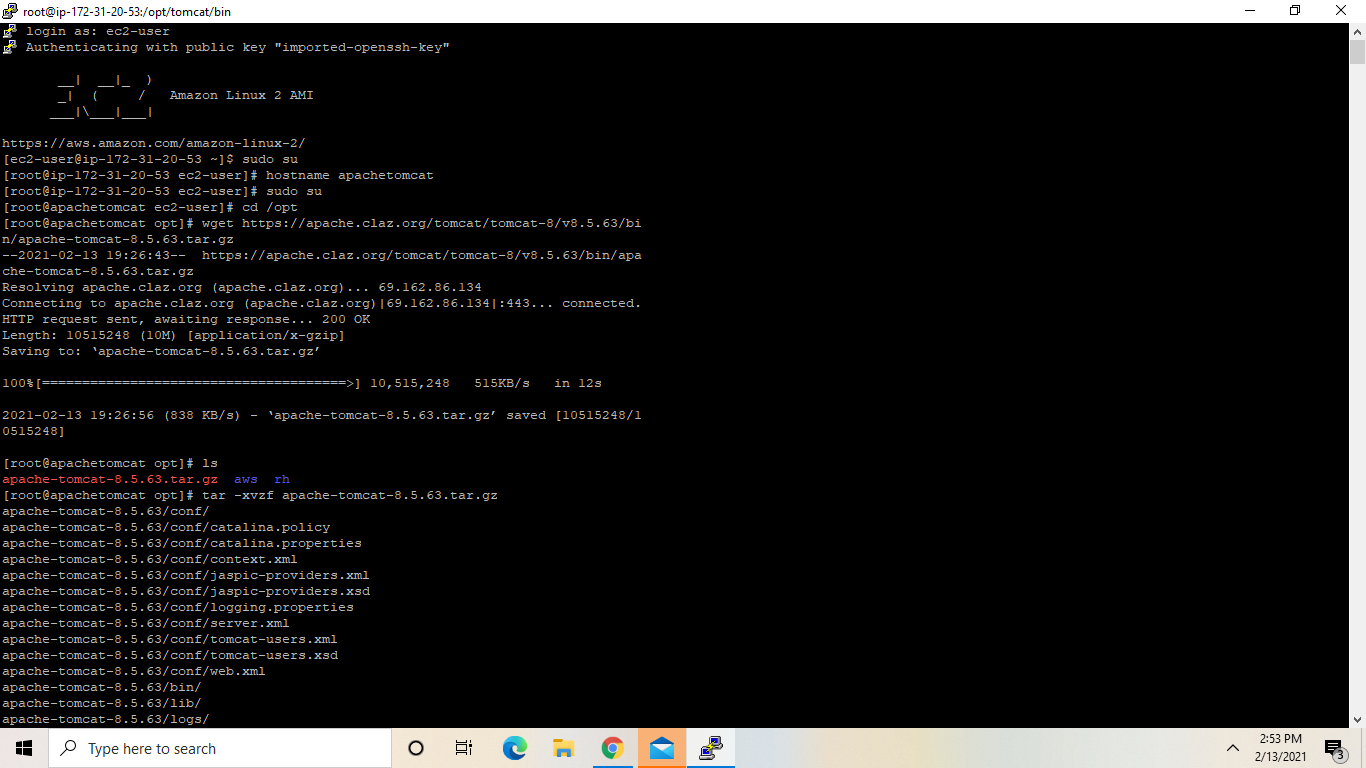 root@ip-172-31-20-53:/opt/tomcat/bin
login as: ec2-user
Authenticating with public key "imported-openssh-key"
       __|  __|_  )
       _|  (     /   Amazon Linux 2 AMI
      ___|\___|___|
https://aws.amazon.com/amazon-linux-2/
[ec2-user@ip-172-31-20-53 ~]$ sudo su
[root@ip-172-31-20-53 ec2-user]# hostname apachetomcat
[root@ip-172-31-20-53 ec2-user]# sudo su
[root@apachetomcat ec2-user]# cd /opt
[root@apachetomcat opt]# wget https://apache.claz.org/tomcat/tomcat-8/v8.5.63/bi
n/apache-tomcat-8.5.63.tar.gz
--2021-02-13 19:26:43--  https://apache.claz.org/tomcat/tomcat-8/v8.5.63/bin/apa
che-tomcat-8.5.63.tar.gz
Resolving apache.claz.org (apache.claz.org)... 69.162.86.134
Connecting to apache.claz.org (apache.claz.org)|69.162.86.134|:443... connected.
HTTP request sent, awaiting response... 200 OK
Length: 10515248 (10M) [application/x-gzip]
Saving to: ‘apache-tomcat-8.5.63.tar.gz’
100%[======================================>] 10,515,248   515KB/s   in 12s
2021-02-13 19:26:56 (838 KB/s) - ‘apache-tomcat-8.5.63.tar.gz’ saved [10515248/1
0515248]
[root@apachetomcat opt]# ls
apache-tomcat-8.5.63.tar.gz  aws  rh
[root@apachetomcat opt]# tar -xvzf apache-tomcat-8.5.63.tar.gz
apache-tomcat-8.5.63/conf/
apache-tomcat-8.5.63/conf/catalina.policy
apache-tomcat-8.5.63/conf/catalina.properties
apache-tomcat-8.5.63/conf/context.xml
apache-tomcat-8.5.63/conf/jaspic-providers.xml
apache-tomcat-8.5.63/conf/jaspic-providers.xsd
apache-tomcat-8.5.63/conf/logging.properties
apache-tomcat-8.5.63/conf/server.xml
apache-tomcat-8.5.63/conf/tomcat-users.xml
apache-tomcat-8.5.63/conf/tomcat-users.xsd
apache-tomcat-8.5.63/conf/web.xml
apache-tomcat-8.5.63/bin/
apache-tomcat-8.5.63/lib/
apache-tomcat-8.5.63/logs/
Type here to search
2:53 PM
2/13/2021
3